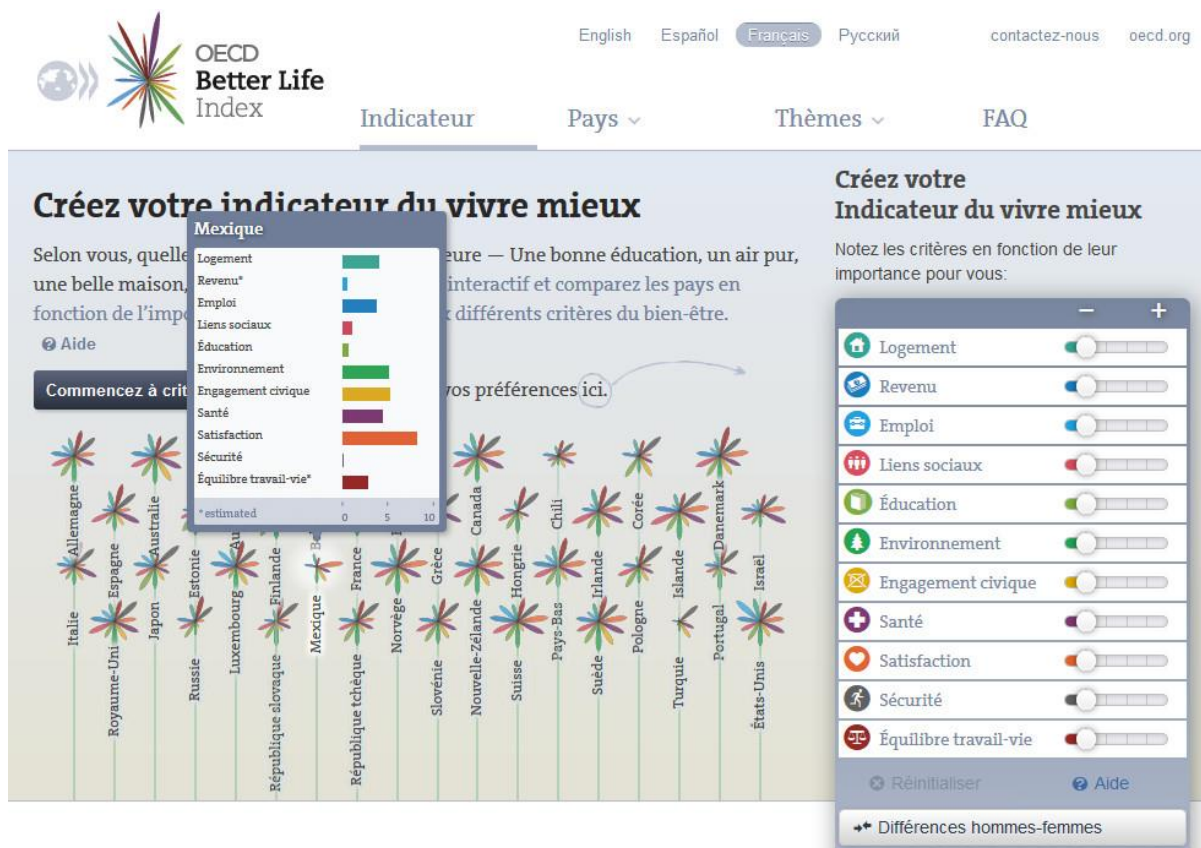 English Español Français Русский contactez-nous oecd.org
OECD
Better Life
Index
Indicateur Pays Thèmes FAQ
Créez votre indicateur du vivre mieux
Selon vous, quelle eure — Une bonne éducation, un air pur,
une belle maison, interactif et comparez les pays en
fonction de l'impo différents critères du bien-être.
Aide
Commencez à crit vos préférences ici.
Mexique
Logement
Revenu*
Emploi
Liens sociaux
Éducation
Environnement
Engagement civique
Santé
Satisfaction
Sécurité
Équilibre travail-vie*
*estimated 0 5 10
Allemagne
Australie
Canada
Chili
Corée
Danemark
Espagne
Estonie
Finlande
France
Grèce
Hongrie
Irlande
Islande
Israël
Italie
Japon
Luxembourg
Mexique
Norvège
Nouvelle-Zélande
Pays-Bas
Pologne
Portugal
Royaume-Uni
Russie
République slovaque
République tchèque
Slovénie
Suisse
Suède
Turquie
États-Unis
Créez votre
Indicateur du vivre mieux
Notez les critères en fonction de leur
importance pour vous:
− +
Logement
Revenu
Emploi
Liens sociaux
Éducation
Environnement
Engagement civique
Santé
Satisfaction
Sécurité
Équilibre travail-vie
Réinitialiser Aide
Différences hommes-femmes